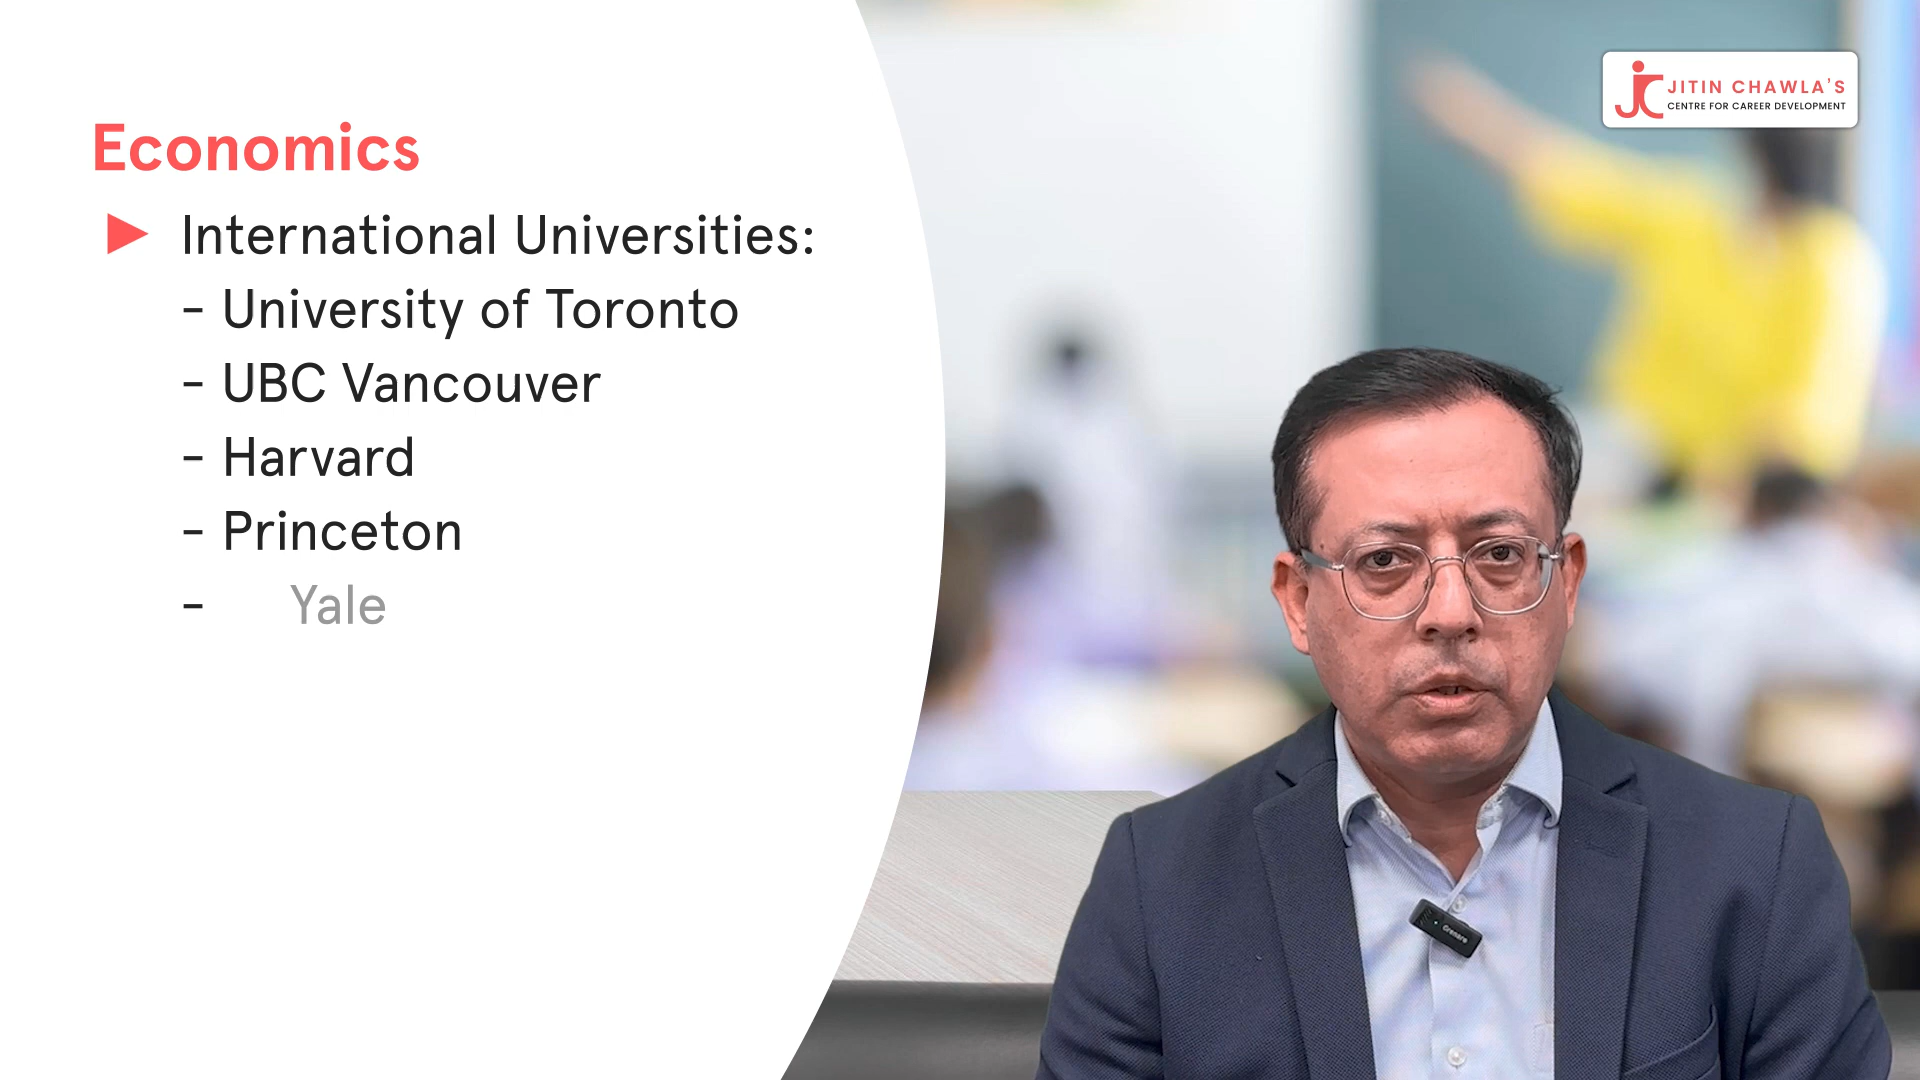 Economics
▶ International Universities:
- University of Toronto
- UBC Vancouver
- Harvard
- Princeton
- Yale
JITIN CHAWLA'S
CENTRE FOR CAREER DEVELOPMENT